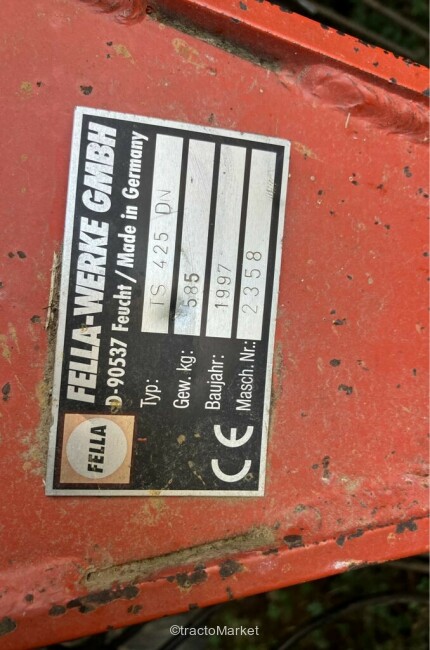 FELLA-WERKE GMBH
D-90537 Feucht / Made in Germany
Typ: TS 425 DN
Gew. kg: 585
Baujahr: 1997
Masch. Nr.: 2358
FELLA
CE
©tractoMarket